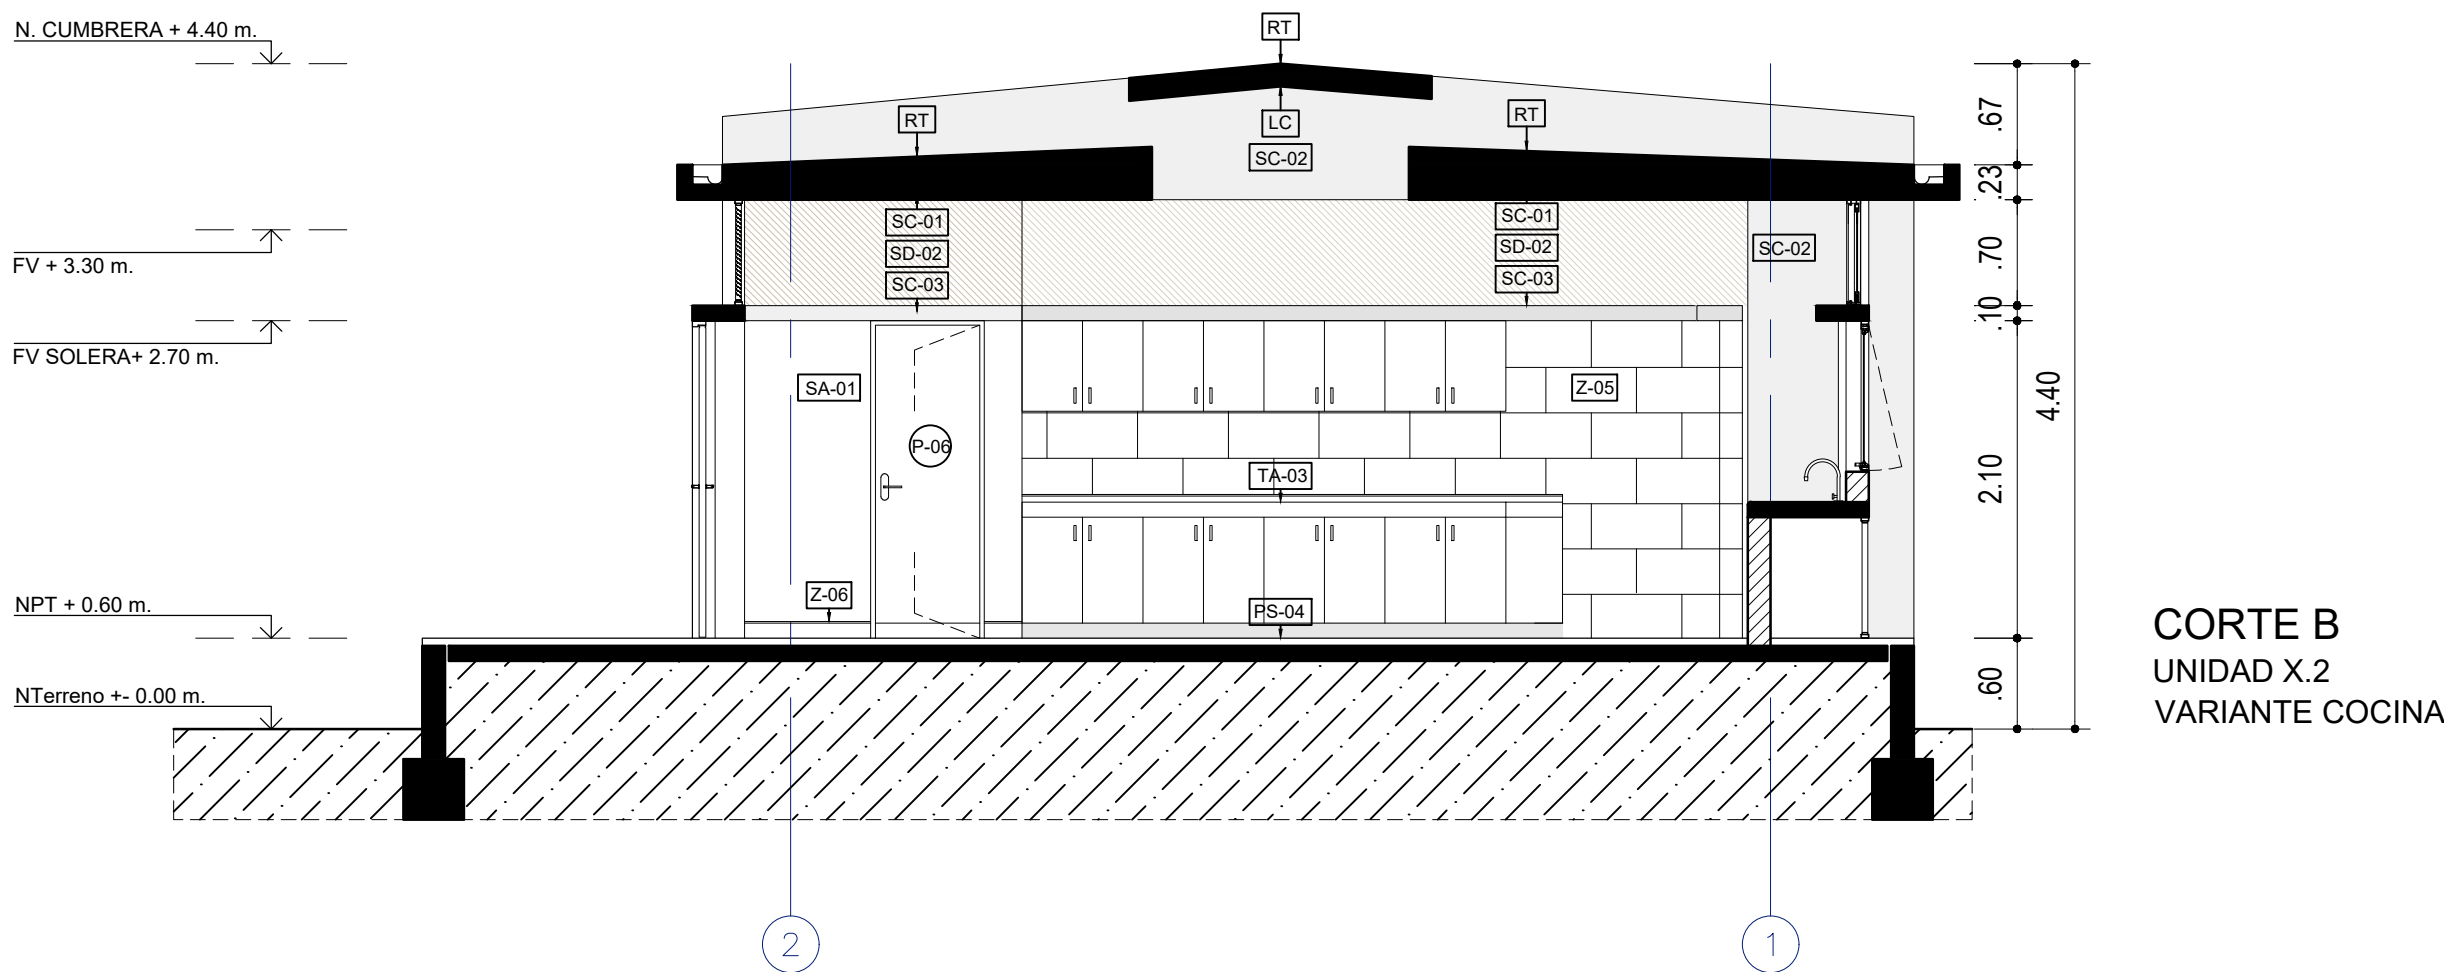 N. CUMBRERA + 4.40 m.
FV + 3.30 m.
FV SOLERA+ 2.70 m.
NPT + 0.60 m.
NTerreno +- 0.00 m.
RT
RT
LC
SC-02
RT
SC-01
SD-02
SC-03
SC-01
SD-02
SC-03
SC-02
SA-01
P-06
Z-05
TA-03
Z-06
PS-04
.67
.23
.70
.10
2.10
.60
4.40
CORTE B
UNIDAD X.2
VARIANTE COCINA
2
1